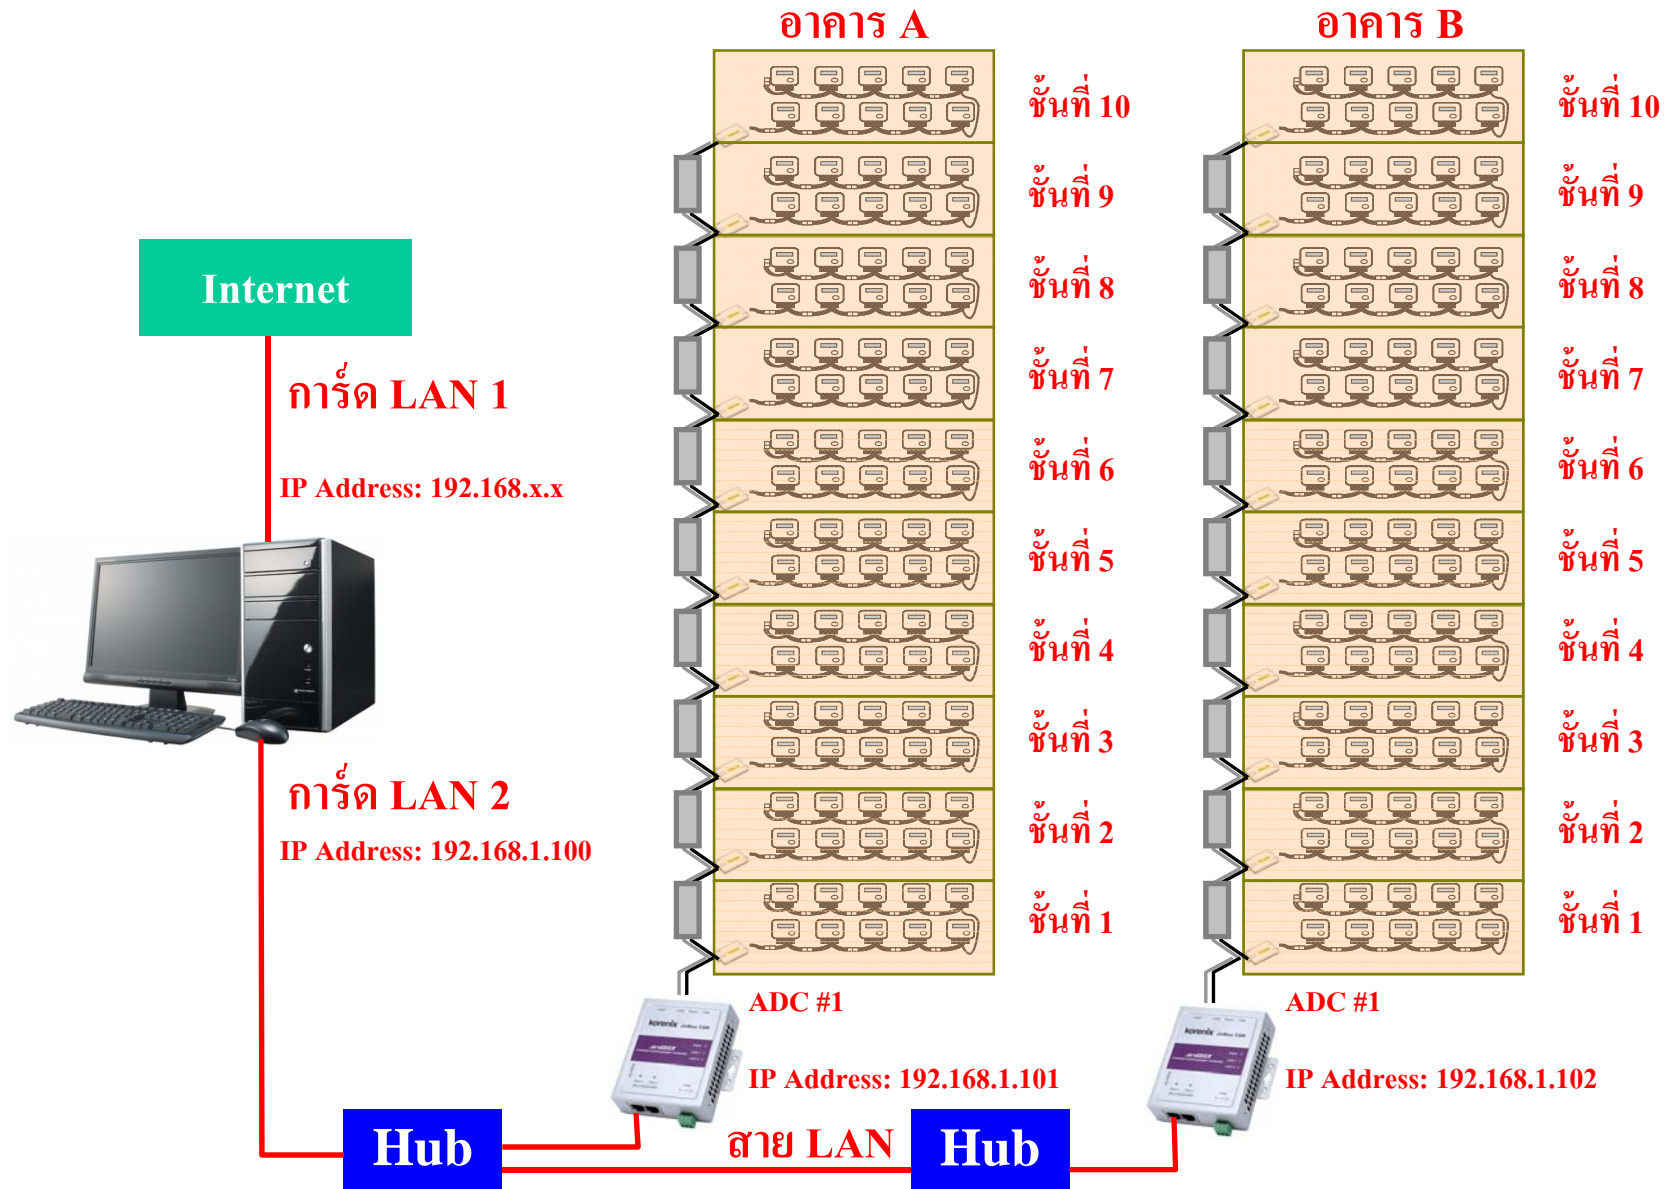 อาคาร A
อาคาร B
ชั้นที่ 10
ชั้นที่ 10
ชั้นที่ 9
ชั้นที่ 9
Internet
ชั้นที่ 8
ชั้นที่ 8
การ์ด LAN 1
ชั้นที่ 7
ชั้นที่ 7
IP Address: 192.168.x.x
ชั้นที่ 6
ชั้นที่ 6
ชั้นที่ 5
ชั้นที่ 5
ชั้นที่ 4
ชั้นที่ 4
ชั้นที่ 3
ชั้นที่ 3
การ์ด LAN 2
IP Address: 192.168.1.100
ชั้นที่ 2
ชั้นที่ 2
ชั้นที่ 1
ชั้นที่ 1
ADC #1
ADC #1
korenix
korenix
IP Address: 192.168.1.101
IP Address: 192.168.1.102
Hub
สาย LAN
Hub